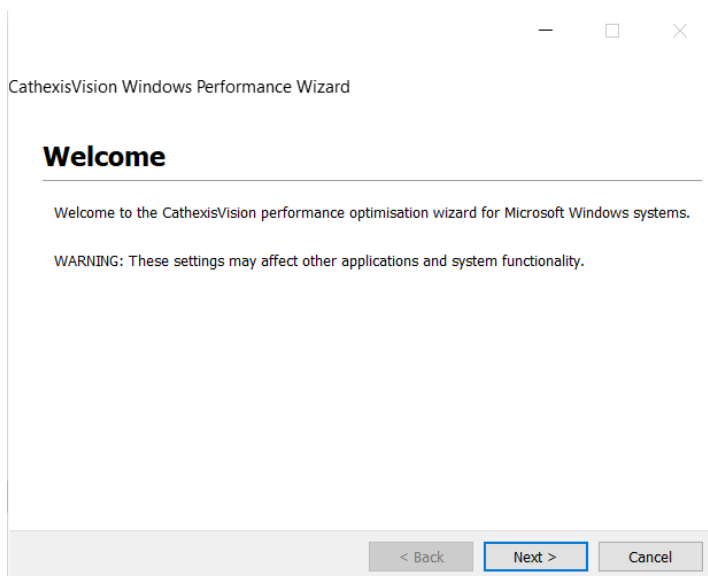 CathexisVision Windows Performance Wizard
Welcome
Welcome to the CathexisVision performance optimisation wizard for Microsoft Windows systems.
WARNING: These settings may affect other applications and system functionality.
< Back Next > Cancel